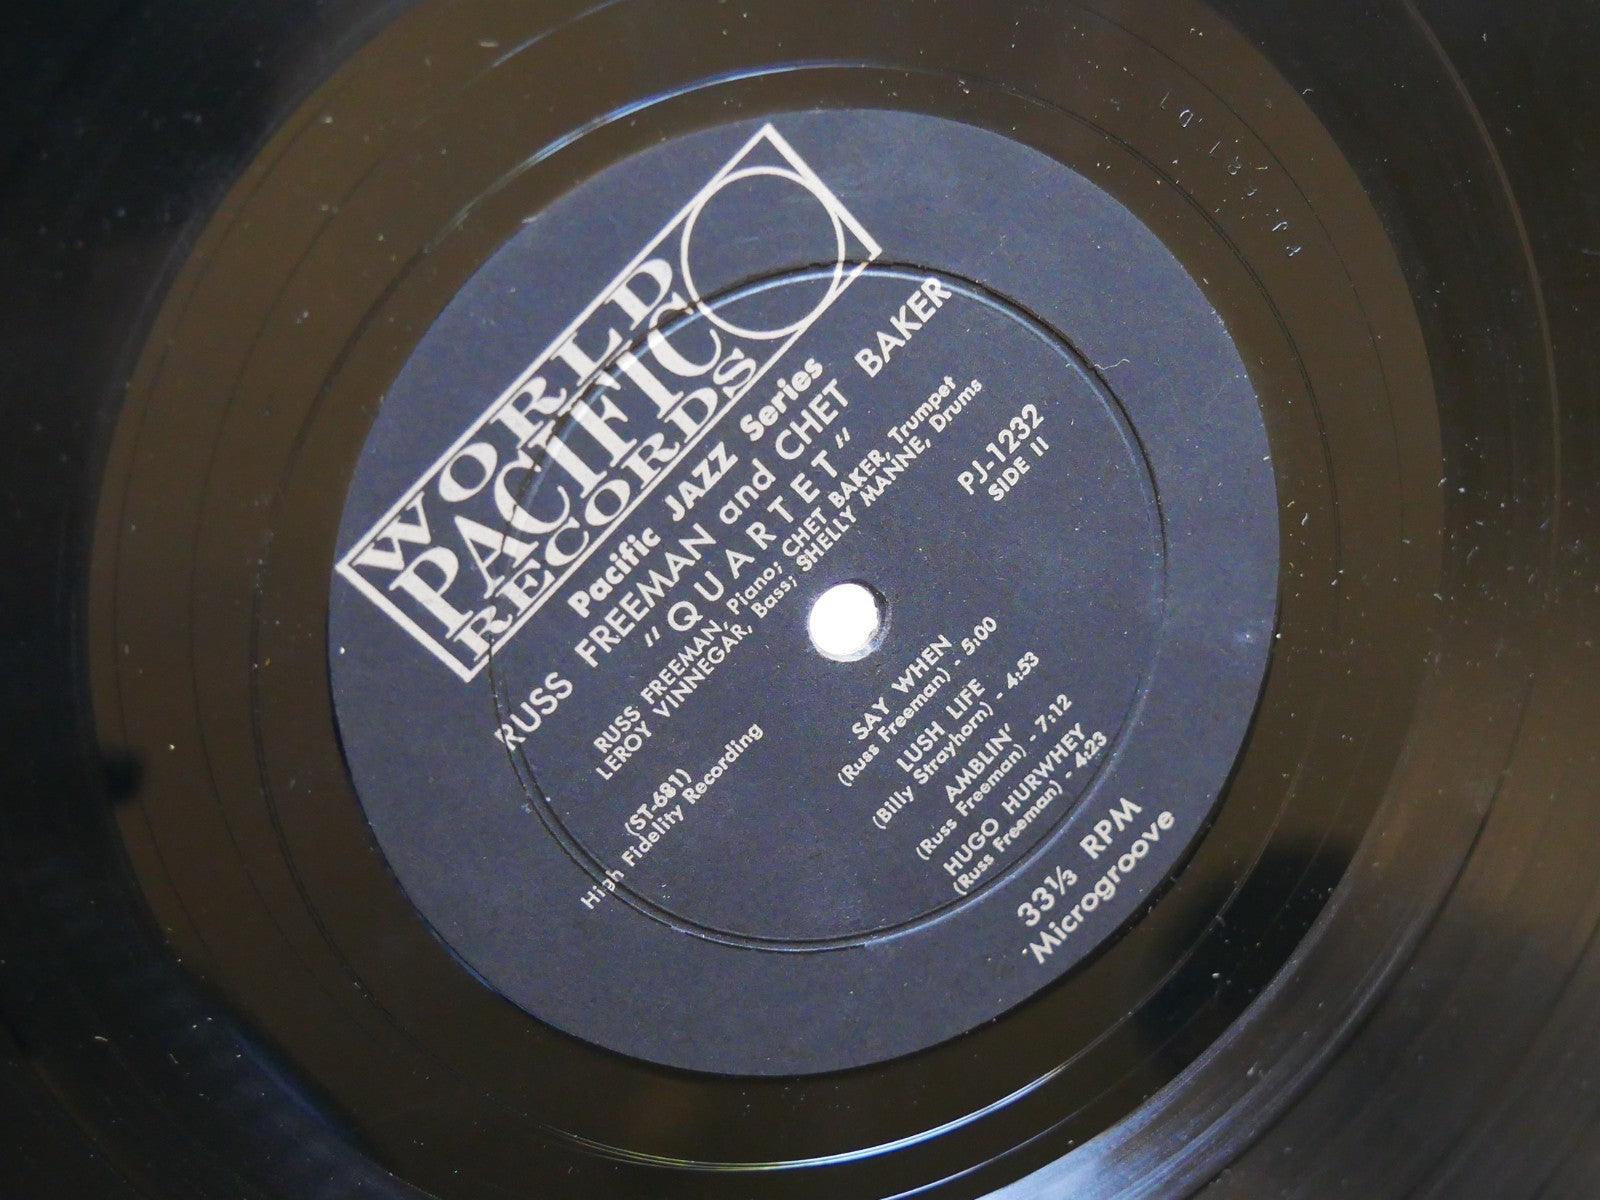 WORLD
PACIFIC
RECORDS
Pacific JAZZ Series
RUSS FREEMAN and CHET BAKER
"QUARTET"
RUSS FREEMAN, Piano; CHET BAKER, Trumpet
LEROY VINNEGAR, Bass; SHELLY MANNE, Drums
PJ-1232
SIDE II
(ST-681)
High Fidelity Recording
SAY WHEN
(Russ Freeman) - 5:00
LUSH LIFE
(Billy Strayhorn) - 4:53
AMBLIN'
(Russ Freeman) - 7:12
HUGO HURWHEY
(Russ Freeman) - 4:23
33⅓ RPM
Microgroove